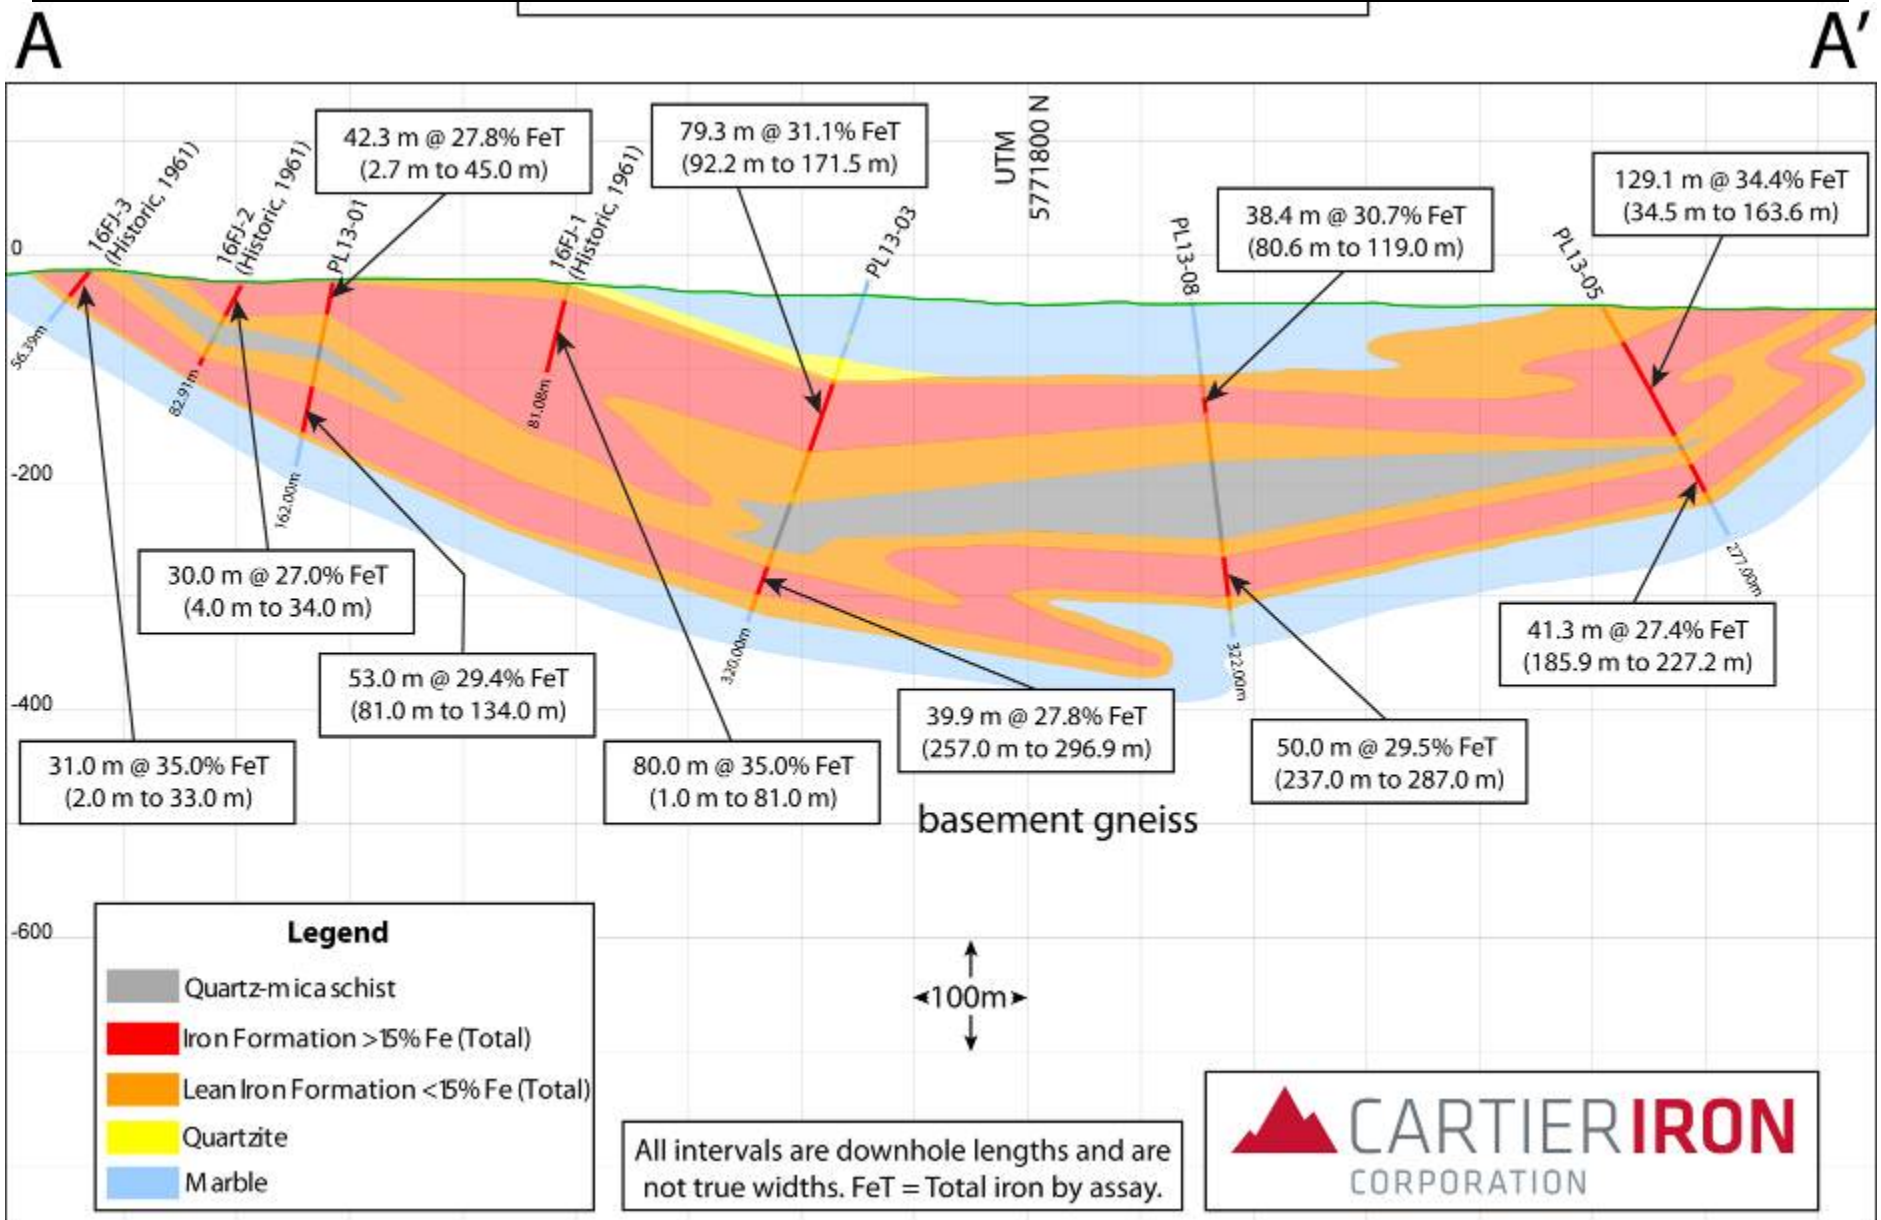 A
A′
16FJ-3
(Historic, 1961)
16FJ-2
(Historic, 1961)
PL13-01
42.3 m @ 27.8% FeT
(2.7 m to 45.0 m)
16FJ-1
(Historic, 1961)
79.3 m @ 31.1% FeT
(92.2 m to 171.5 m)
PL13-03
UTM
5771800 N
PL13-08
38.4 m @ 30.7% FeT
(80.6 m to 119.0 m)
PL13-05
129.1 m @ 34.4% FeT
(34.5 m to 163.6 m)
0
-200
-400
-600
56.39m
82.91m
162.00m
81.08m
320.00m
322.00m
277.00m
30.0 m @ 27.0% FeT
(4.0 m to 34.0 m)
53.0 m @ 29.4% FeT
(81.0 m to 134.0 m)
31.0 m @ 35.0% FeT
(2.0 m to 33.0 m)
80.0 m @ 35.0% FeT
(1.0 m to 81.0 m)
39.9 m @ 27.8% FeT
(257.0 m to 296.9 m)
50.0 m @ 29.5% FeT
(237.0 m to 287.0 m)
41.3 m @ 27.4% FeT
(185.9 m to 227.2 m)
basement gneiss
Legend
Quartz-mica schist
Iron Formation >15% Fe (Total)
Lean Iron Formation <15% Fe (Total)
Quartzite
Marble
100m
All intervals are downhole lengths and are
not true widths. FeT = Total iron by assay.
CARTIER IRON
CORPORATION